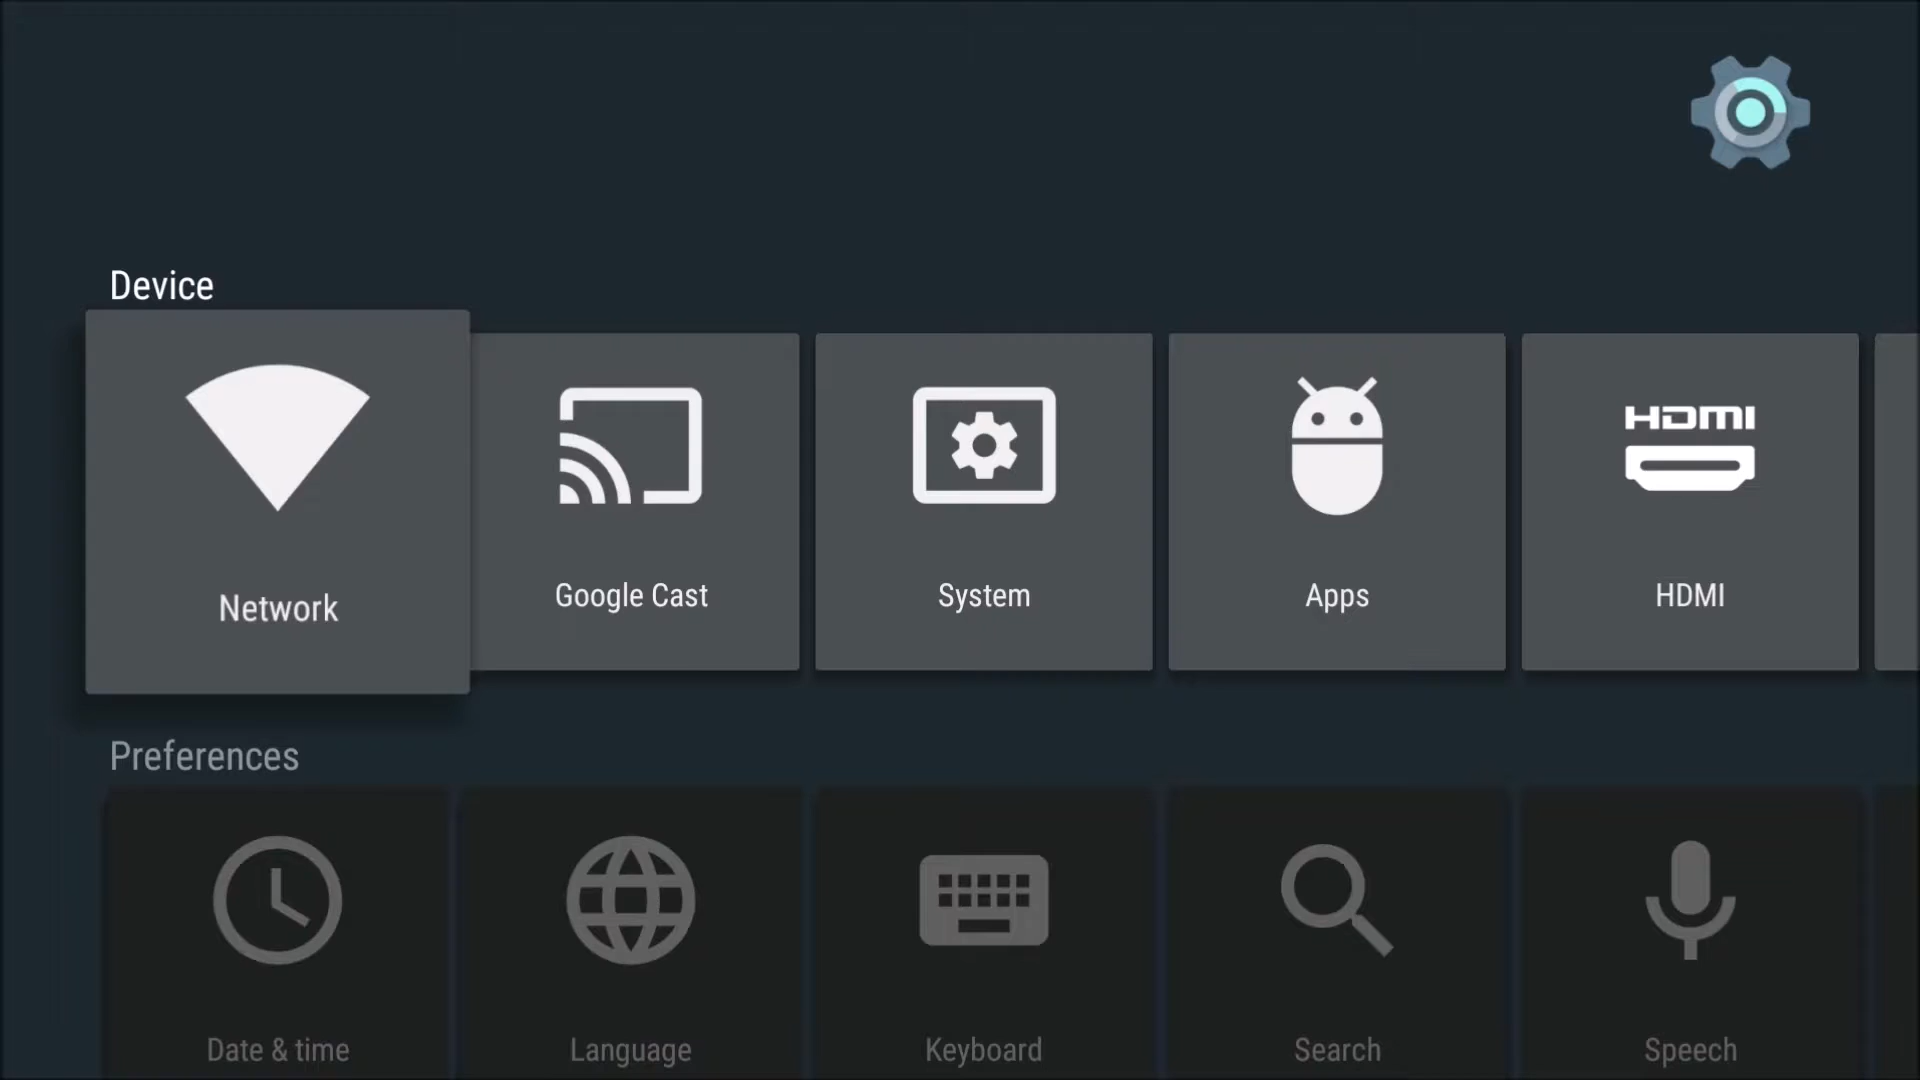 Device
Network
Google Cast
System
Apps
HDMI
HDMI
Preferences
Date & time
Language
Keyboard
Search
Speech